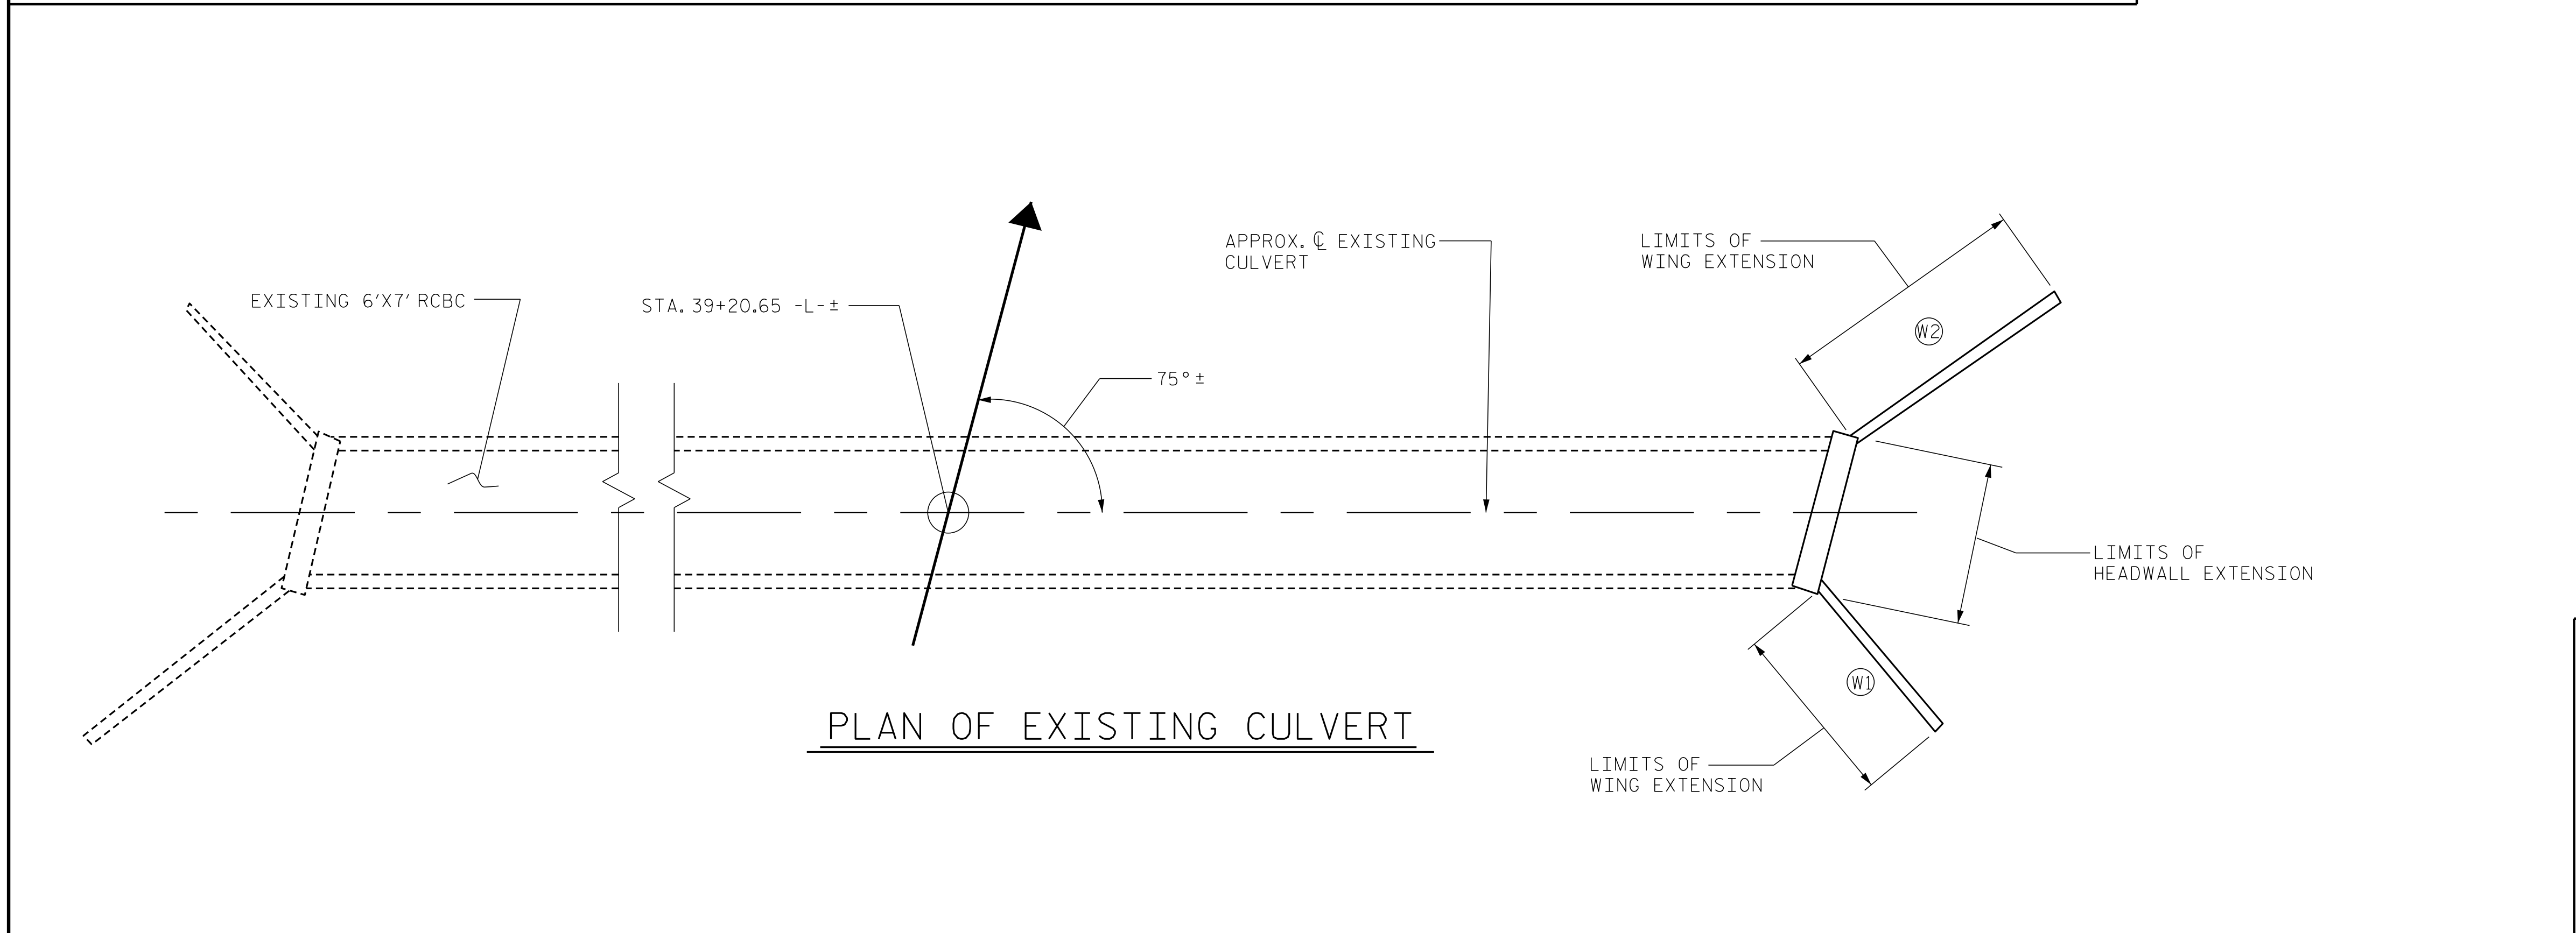 APPROX. ℄ EXISTING
CULVERT
LIMITS OF
WING EXTENSION
EXISTING 6'X7' RCBC
STA. 39+20.65 -L- ±
W2
75° ±
LIMITS OF
HEADWALL EXTENSION
W1
PLAN OF EXISTING CULVERT
LIMITS OF
WING EXTENSION